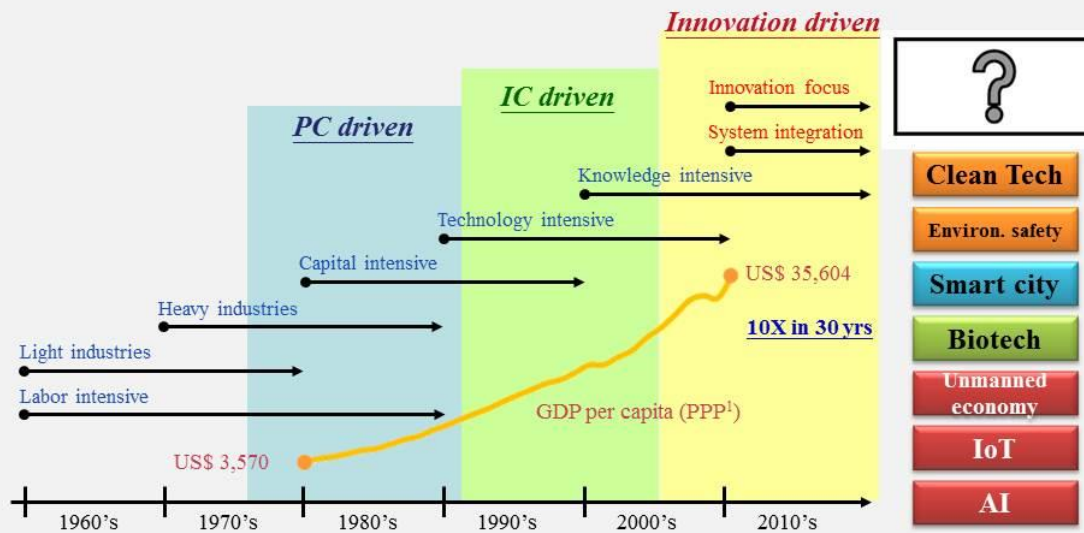 Innovation driven
IC driven
PC driven
Innovation focus
System integration
Knowledge intensive
Technology intensive
Capital intensive
Heavy industries
Light industries
Labor intensive
US$ 35,604
10X in 30 yrs
GDP per capita (PPP¹)
US$ 3,570
1960’s 1970’s 1980’s 1990’s 2000’s 2010’s
?
Clean Tech
Environ. safety
Smart city
Biotech
Unmanned
economy
IoT
AI